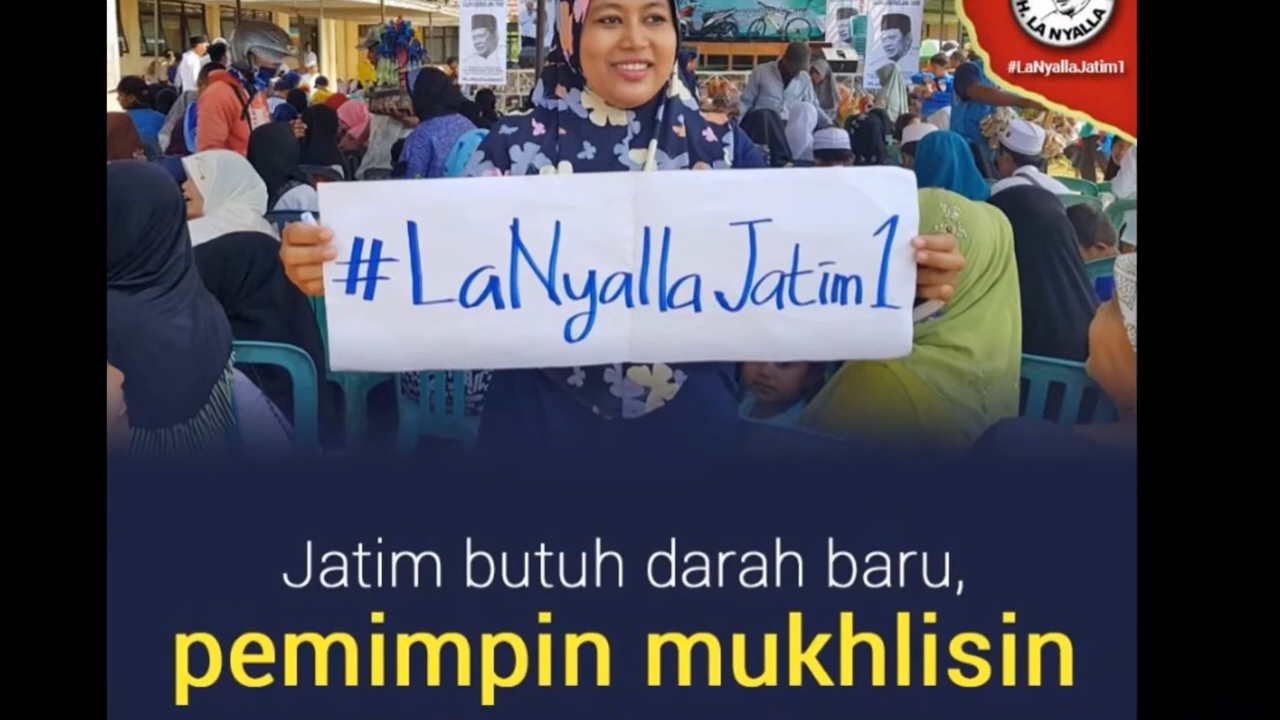 H. LA NYALLA
#LaNyallaJatim1
#LaNyallaJatim1
Jatim butuh darah baru,
pemimpin mukhlisin